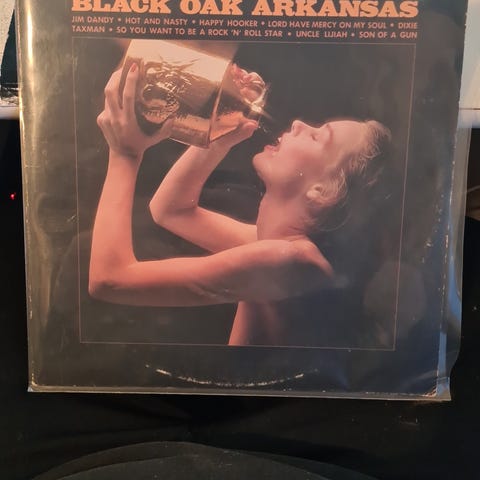 BLACK OAK ARKANSAS
JIM DANDY • HOT AND NASTY • HAPPY HOOKER • LORD HAVE MERCY ON MY SOUL • DIXIE
TAXMAN • SO YOU WANT TO BE A ROCK 'N' ROLL STAR • UNCLE LIJIAH • SON OF A GUN